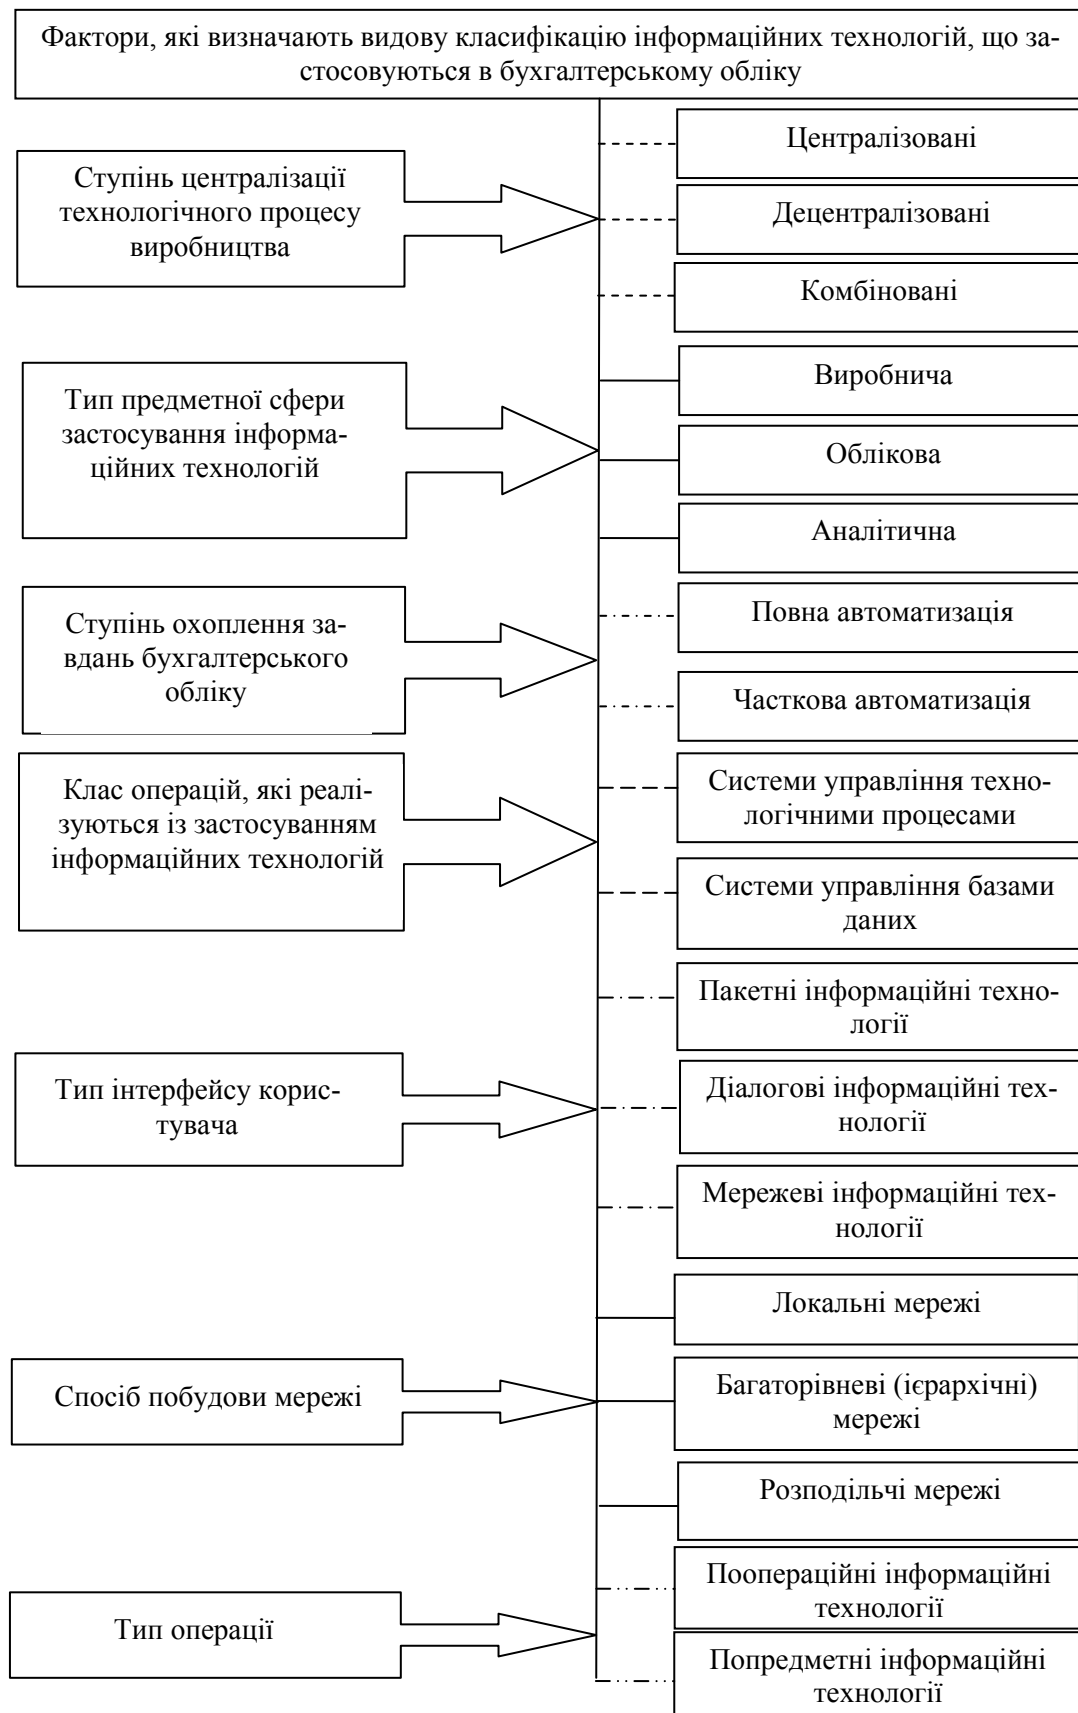 Фактори, які визначають видову класифікацію інформаційних технологій, що за-
стосовуються в бухгалтерському обліку
Ступінь централізації
технологічного процесу
виробництва
Централізовані
Децентралізовані
Комбіновані
Тип предметної сфери
застосування інформа-
ційних технологій
Виробнича
Облікова
Аналітична
Ступінь охоплення за-
вдань бухгалтерського
обліку
Повна автоматизація
Часткова автоматизація
Клас операцій, які реалі-
зуються із застосуванням
інформаційних технологій
Системи управління техно-
логічними процесами
Системи управління базами
даних
Тип інтерфейсу корис-
тувача
Пакетні інформаційні техно-
логії
Діалогові інформаційні тех-
нології
Мережеві інформаційні тех-
нології
Спосіб побудови мережі
Локальні мережі
Багаторівневі (ієрархічні)
мережі
Розподільчі мережі
Тип операції
Поопераційні інформаційні
технології
Попредметні інформаційні
технології